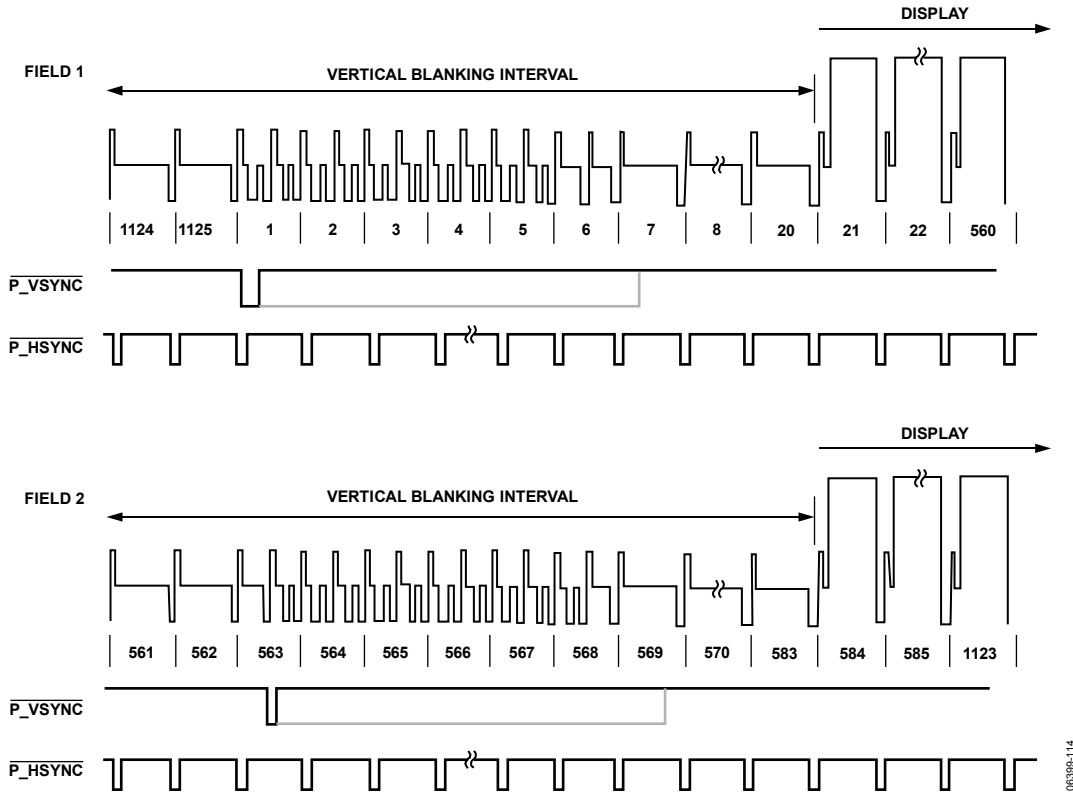 DISPLAY
FIELD 1
VERTICAL BLANKING INTERVAL
1124 1125 1 2 3 4 5 6 7 8 20 21 22 560
P_VSYNC
P_HSYNC
DISPLAY
FIELD 2
VERTICAL BLANKING INTERVAL
561 562 563 564 565 566 567 568 569 570 583 584 585 1123
P_VSYNC
P_HSYNC
06399-114